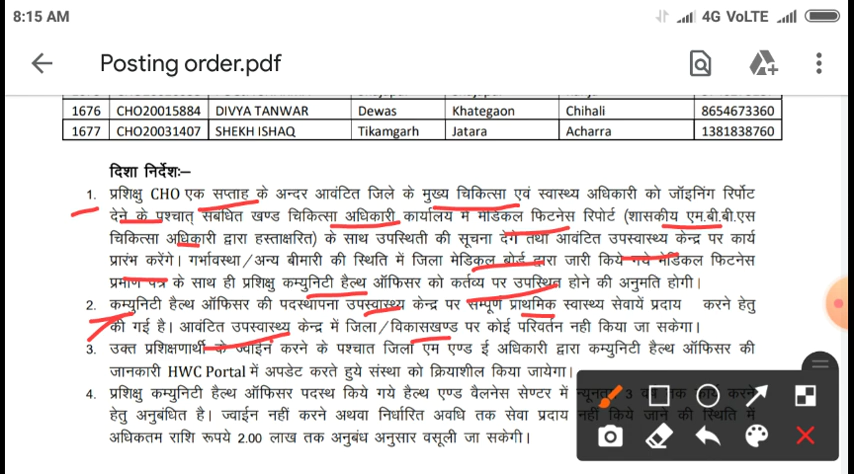 8:15 AM 4G VoLTE
Posting order.pdf
1676 CHO20015884 DIVYA TANWAR Dewas Khategaon Chihali 8654673360
1677 CHO20031407 SHEKH ISHAQ Tikamgarh Jatara Acharra 1381838760
दिशा निर्देशः—
1. प्रशिक्षु CHO एक सप्ताह के अन्दर आवंटित जिले के मुख्य चिकित्सा एवं स्वास्थ्य अधिकारी को जॉइनिंग रिर्पोट
देने के पश्चात् संबंधित खण्ड चिकित्सा अधिकारी कार्यालय में मेडिकल फिटनेस रिपोर्ट (शासकीय एम.बी.बी.एस
चिकित्सा अधिकारी द्वारा हस्ताक्षरित) के साथ उपस्थिती की सूचना देंगे तथा आवंटित उपस्वास्थ्य केन्द्र पर कार्य
प्रारंभ करेंगे। गर्भावस्था/अन्य बीमारी की स्थिति में जिला मेडिकल बोर्ड द्वारा जारी किये गये मेडिकल फिटनेस
प्रमाण पत्र के साथ ही प्रशिक्षु कम्युनिटी हैल्थ ऑफिसर को कर्तव्य पर उपस्थित होने की अनुमति होगी।
2. कम्युनिटी हैल्थ ऑफिसर की पदस्थापना उपस्वास्थ्य केन्द्र पर सम्पूर्ण प्राथमिक स्वास्थ्य सेवायें प्रदाय करने हेतु
की गई है। आवंटित उपस्वास्थ्य केन्द्र में जिला/विकासखण्ड पर कोई परिवर्तन नही किया जा सकेगा।
3. उक्त प्रशिक्षणार्थी के ज्वाईन करने के पश्चात जिला एम एण्ड ई अधिकारी द्वारा कम्युनिटी हैल्थ ऑफिसर की
जानकारी HWC Portal में अपडेट करते हुये संस्था को क्रियाशील किया जायेगा।
4. प्रशिक्षु कम्युनिटी हैल्थ ऑफिसर पदस्थ किये गये हैल्थ एण्ड वैलनेस सेण्टर में न्यूनतम 3 वर्ष तक कार्य करने
हेतु अनुबंधित है। ज्वाईन नहीं करने अथवा निर्धारित अवधि तक सेवा प्रदाय नहीं किये जाने की स्थिति में
अधिकतम राशि रूपये 2.00 लाख तक अनुबंध अनुसार वसूली जा सकेगी।